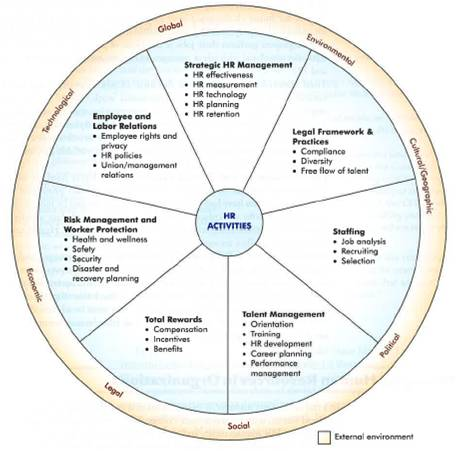 Global
Environmental
Technological
Cultural/Geographic
Economic
Political
Legal
Social
Strategic HR Management
• HR effectiveness
• HR measurement
• HR technology
• HR planning
• HR retention
Employee and
Labor Relations
• Employee rights and
privacy
• HR policies
• Union/management
relations
Legal Framework &
Practices
• Compliance
• Diversity
• Free flow of talent
HR
ACTIVITIES
Risk Management and
Worker Protection
• Health and wellness
• Safety
• Security
• Disaster and
recovery planning
Staffing
• Job analysis
• Recruiting
• Selection
Total Rewards
• Compensation
• Incentives
• Benefits
Talent Management
• Orientation
• Training
• HR development
• Career planning
• Performance
management
External environment